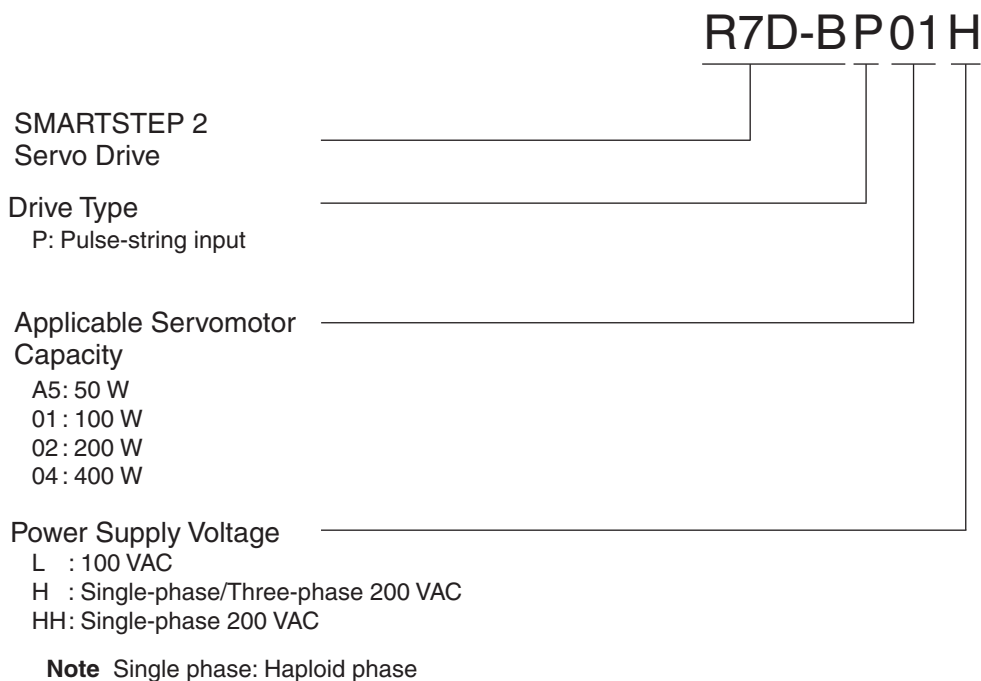 R7D-BP01H
SMARTSTEP 2
Servo Drive
Drive Type
P: Pulse-string input
Applicable Servomotor
Capacity
A5: 50 W
01: 100 W
02: 200 W
04: 400 W
Power Supply Voltage
L : 100 VAC
H : Single-phase/Three-phase 200 VAC
HH: Single-phase 200 VAC
Note Single phase: Haploid phase